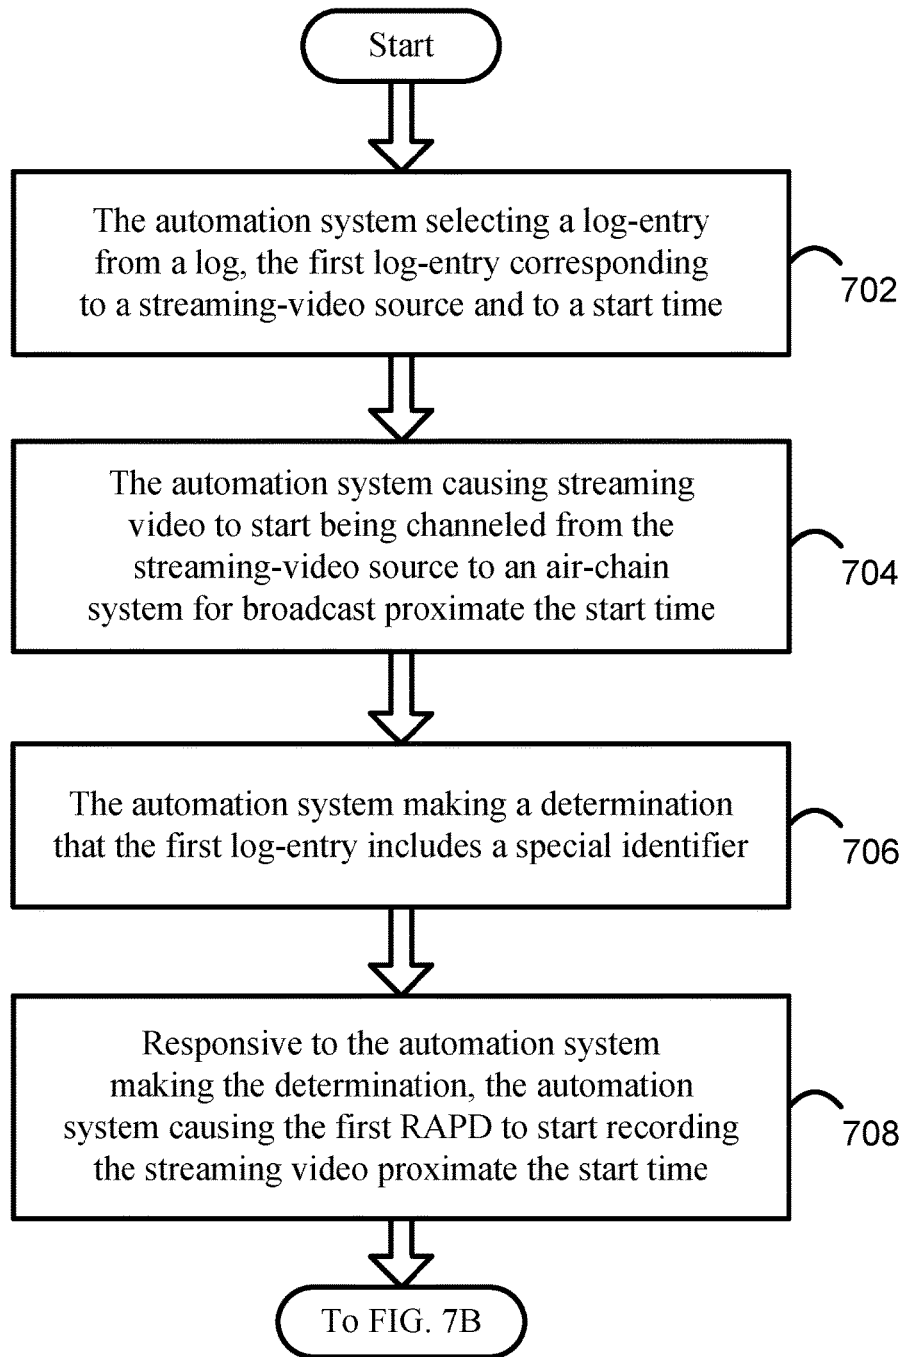 Start
The automation system selecting a log-entry
from a log, the first log-entry corresponding
to a streaming-video source and to a start time
702
The automation system causing streaming
video to start being channeled from the
streaming-video source to an air-chain
system for broadcast proximate the start time
704
The automation system making a determination
that the first log-entry includes a special identifier
706
Responsive to the automation system
making the determination, the automation
system causing the first RAPD to start recording
the streaming video proximate the start time
708
To FIG. 7B